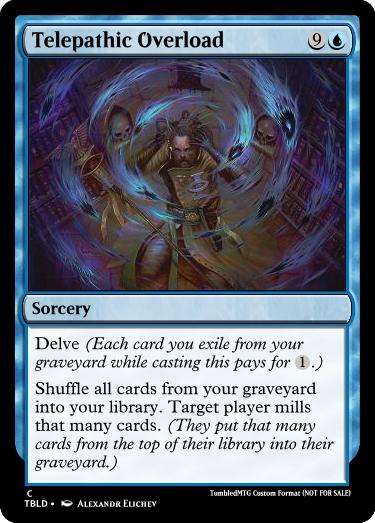 Telepathic Overload 9
Sorcery
Delve (Each card you exile from your
graveyard while casting this pays for 1.)
Shuffle all cards from your graveyard
into your library. Target player mills
that many cards. (They put that many
cards from the top of their library into their
graveyard.)
C
TBLD • Alexandr Elichev
TumbledMTG Custom Format (NOT FOR SALE)